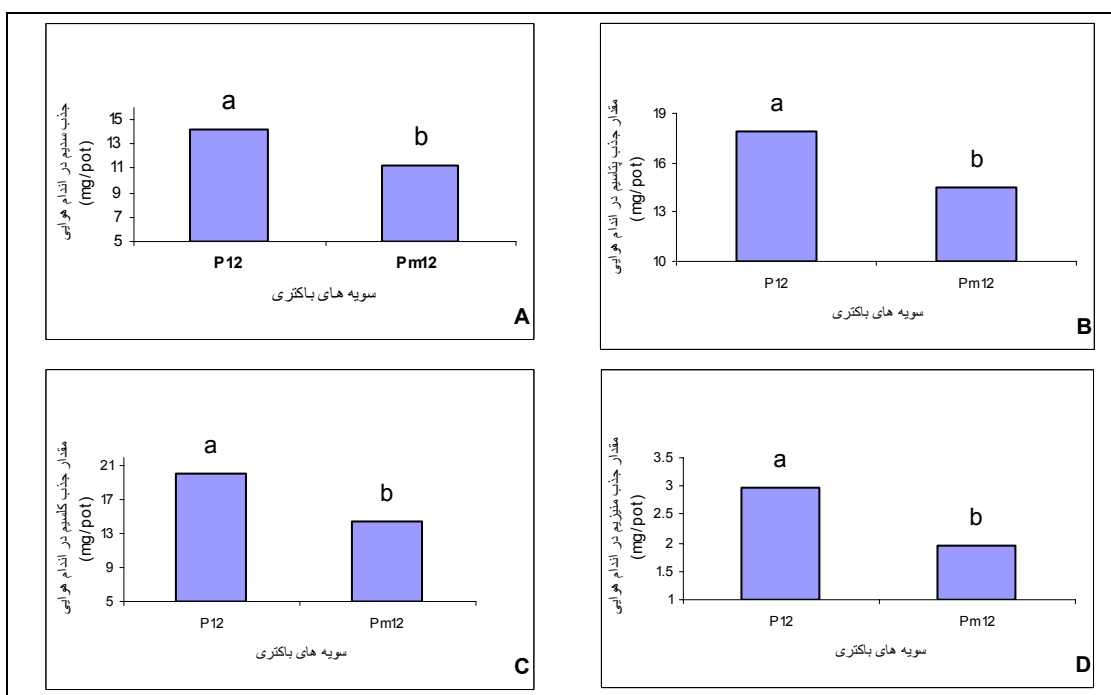 جذب سدیم در اندام هوایی
(mg/pot)
15
13
11
9
7
5
a
b
P12
Pm12
سویه های باکتری
A
مقدار جذب پتاسیم در اندام هوایی
(mg/pot)
19
16
13
10
a
b
P12
Pm12
سویه های باکتری
B
مقدار جذب کلسیم در اندام هوایی
(mg/pot)
21
17
13
9
5
a
b
P12
Pm12
سویه های باکتری
C
مقدار جذب منیزیم در اندام هوایی
(mg/pot)
3.5
3
2.5
2
1.5
1
a
b
P12
Pm12
سویه های باکتری
D